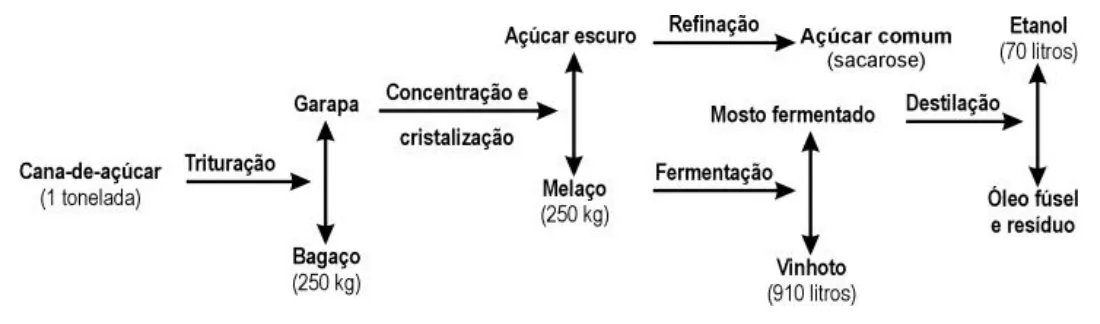 Cana-de-açúcar
(1 tonelada)
Trituração
Garapa
Bagaço
(250 kg)
Concentração e
cristalização
Açúcar escuro
Melaço
(250 kg)
Refinação
Açúcar comum
(sacarose)
Fermentação
Mosto fermentado
Vinhoto
(910 litros)
Destilação
Etanol
(70 litros)
Óleo fúsel
e resíduo